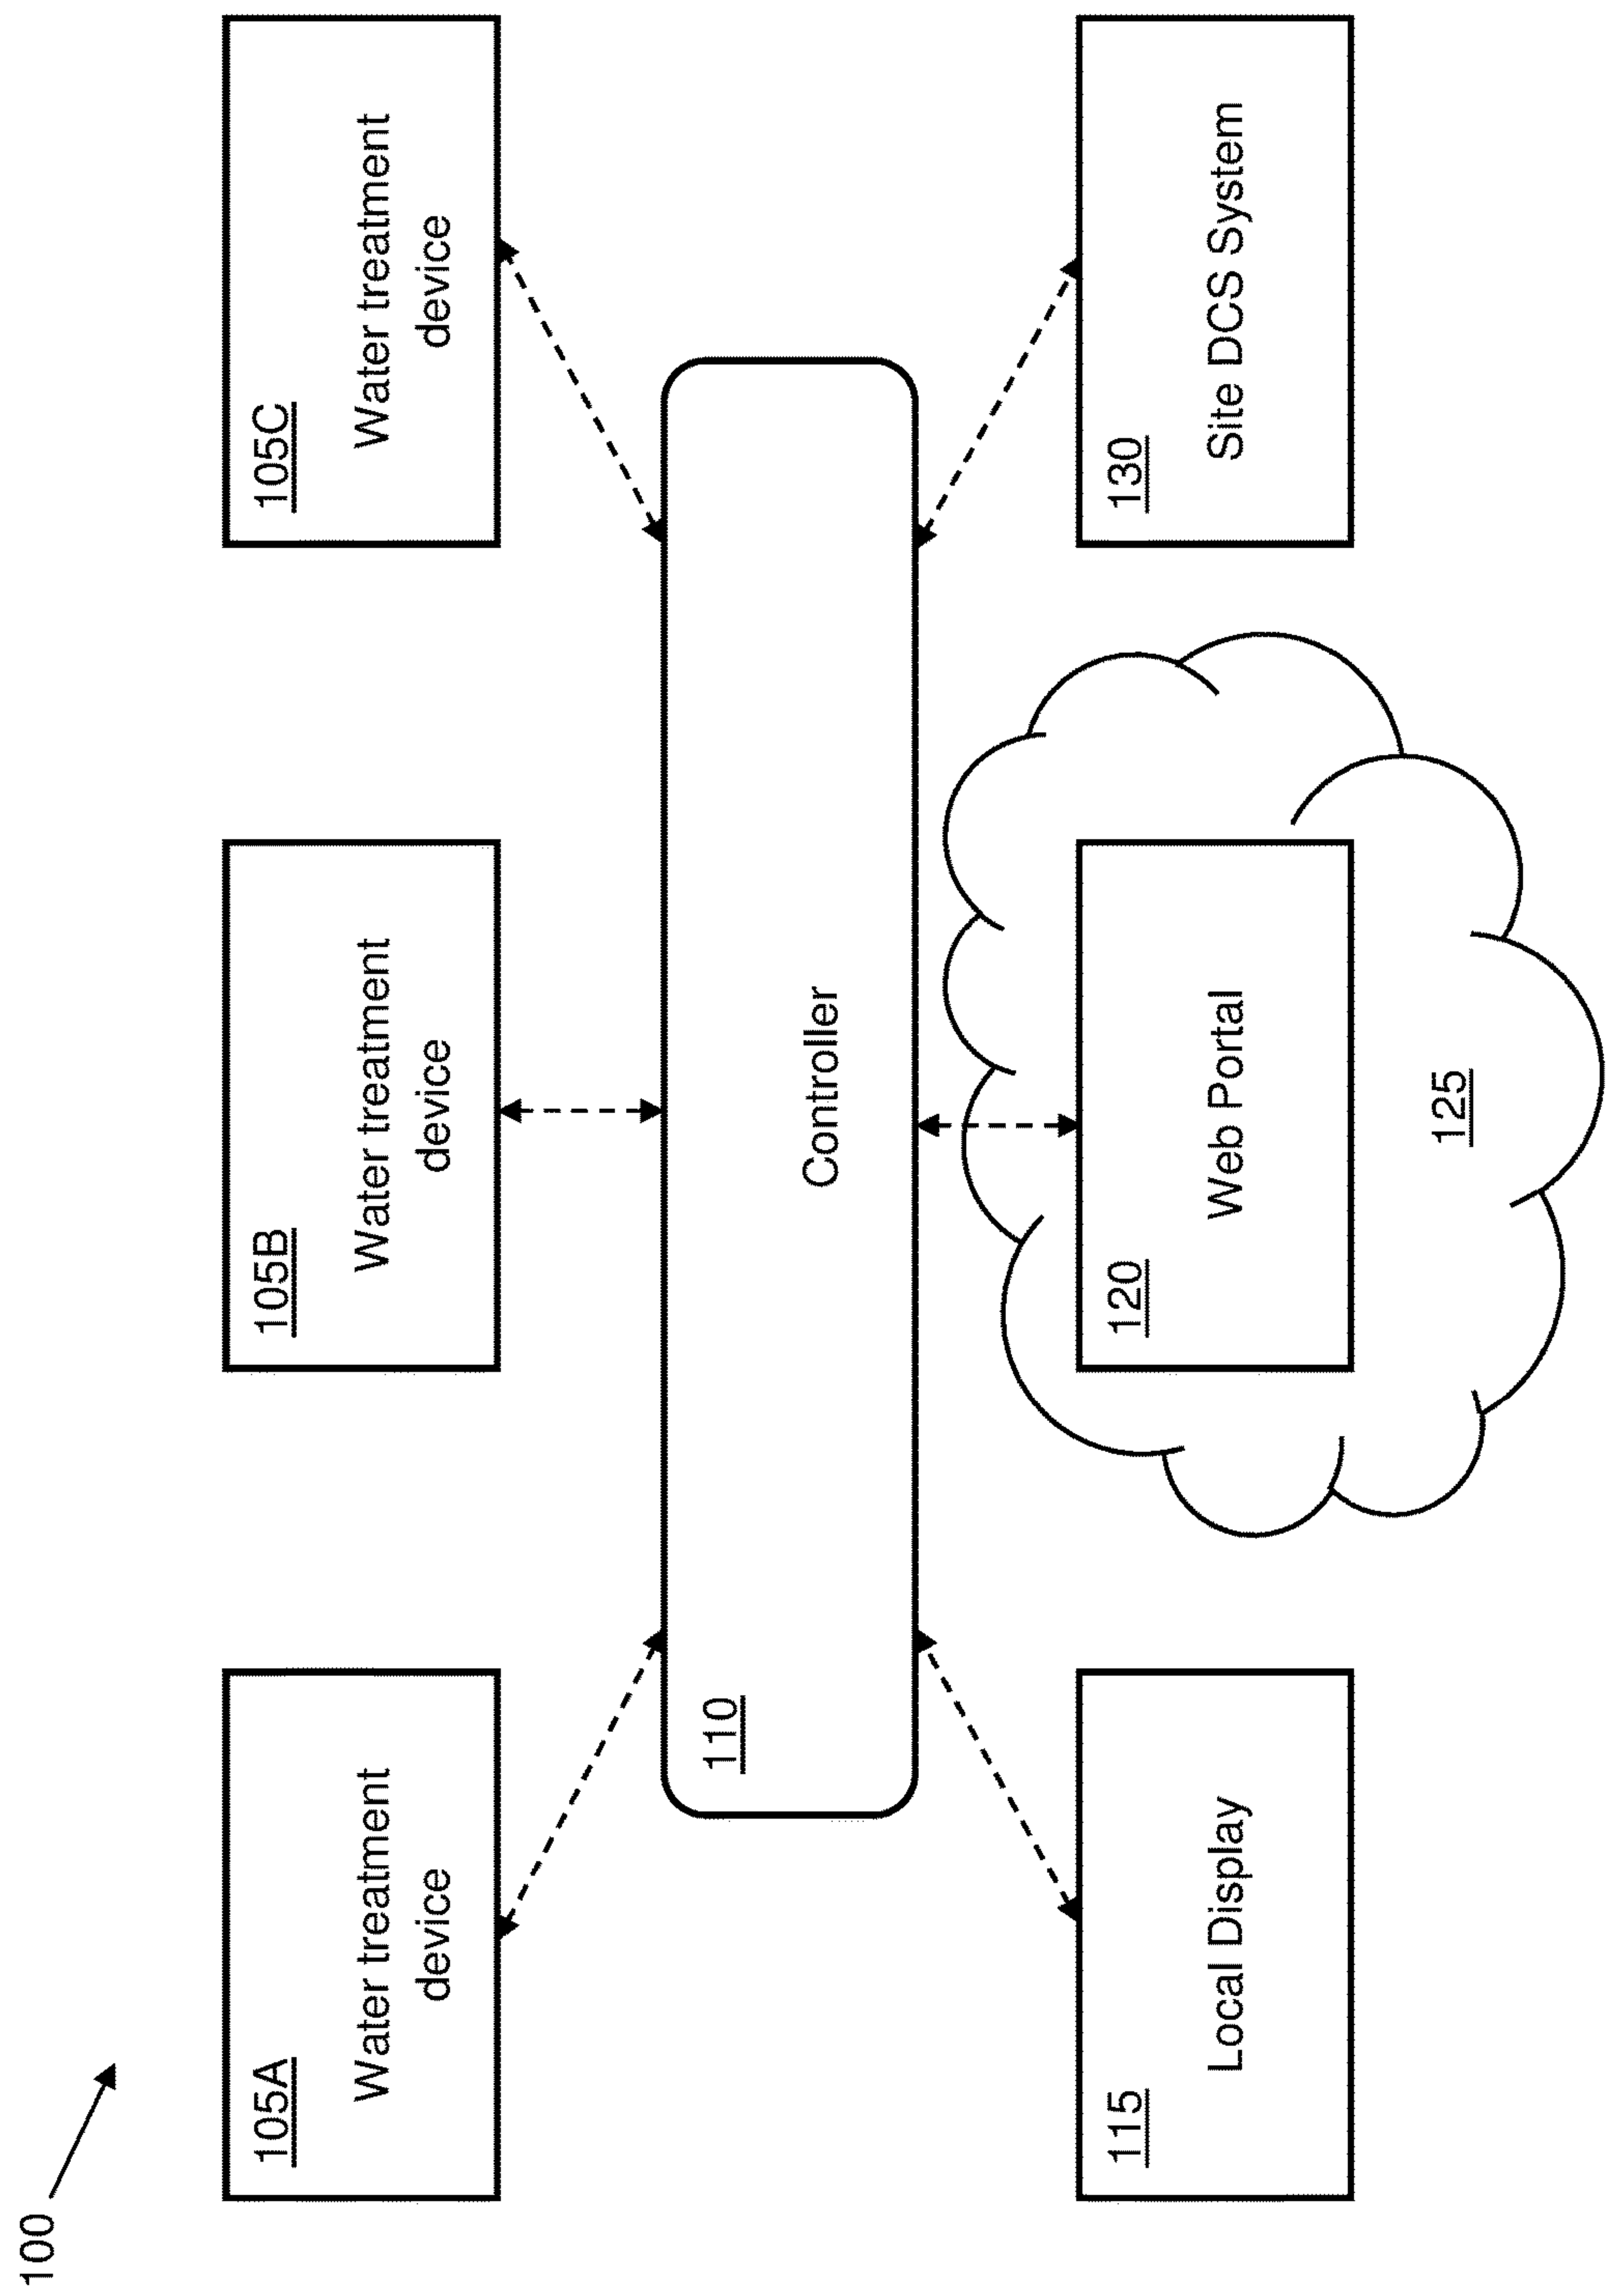 100
105A
Water treatment
device
105B
Water treatment
device
105C
Water treatment
device
110
Controller
115
Local Display
120
Web Portal
125
130
Site DCS System